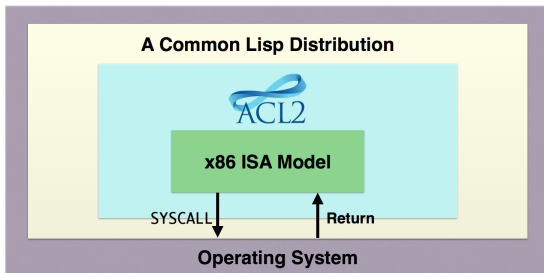 A Common Lisp Distribution
ACL2
x86 ISA Model
SYSCALL
Return
Operating System